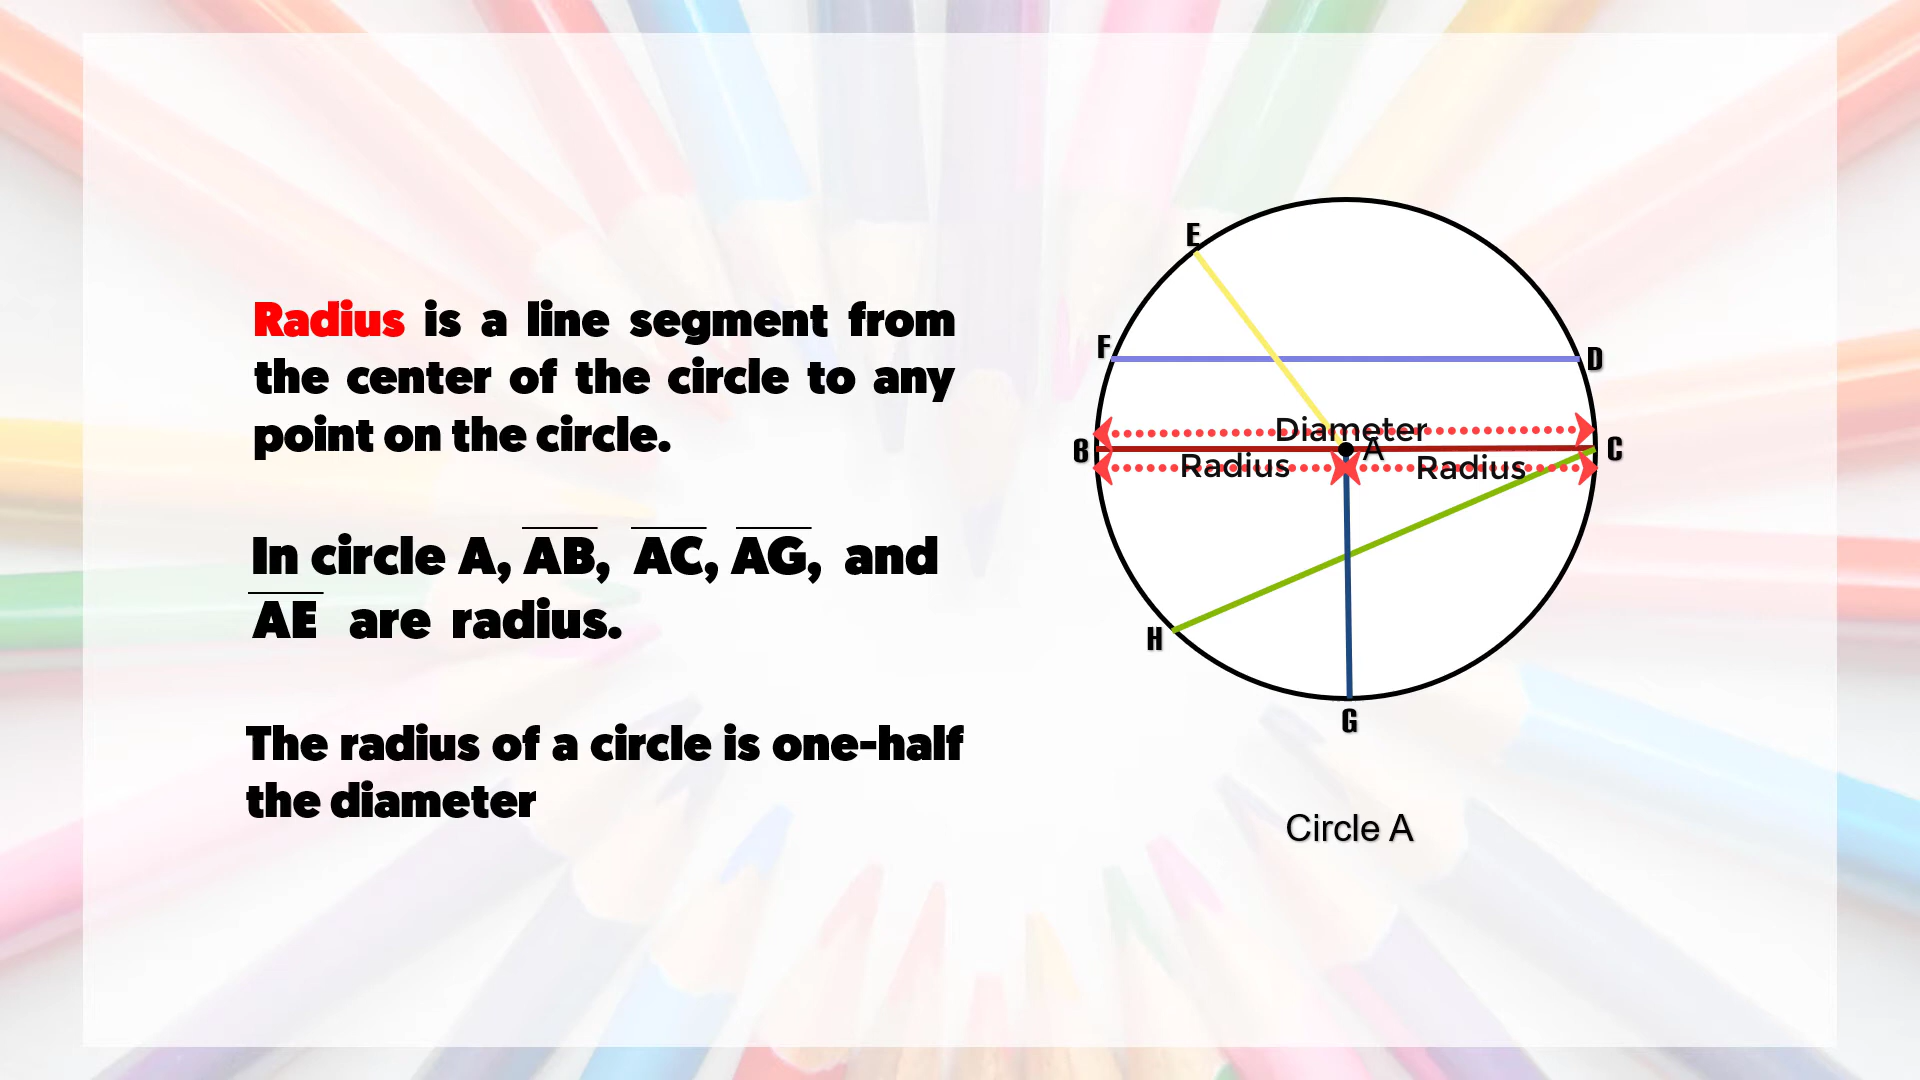 Radius is a line segment from
the center of the circle to any
point on the circle.
In circle A, AB, AC, AG, and
AE are radius.
The radius of a circle is one-half
the diameter
E
F
D
Diameter
B
A
C
Radius
Radius
H
G
Circle A